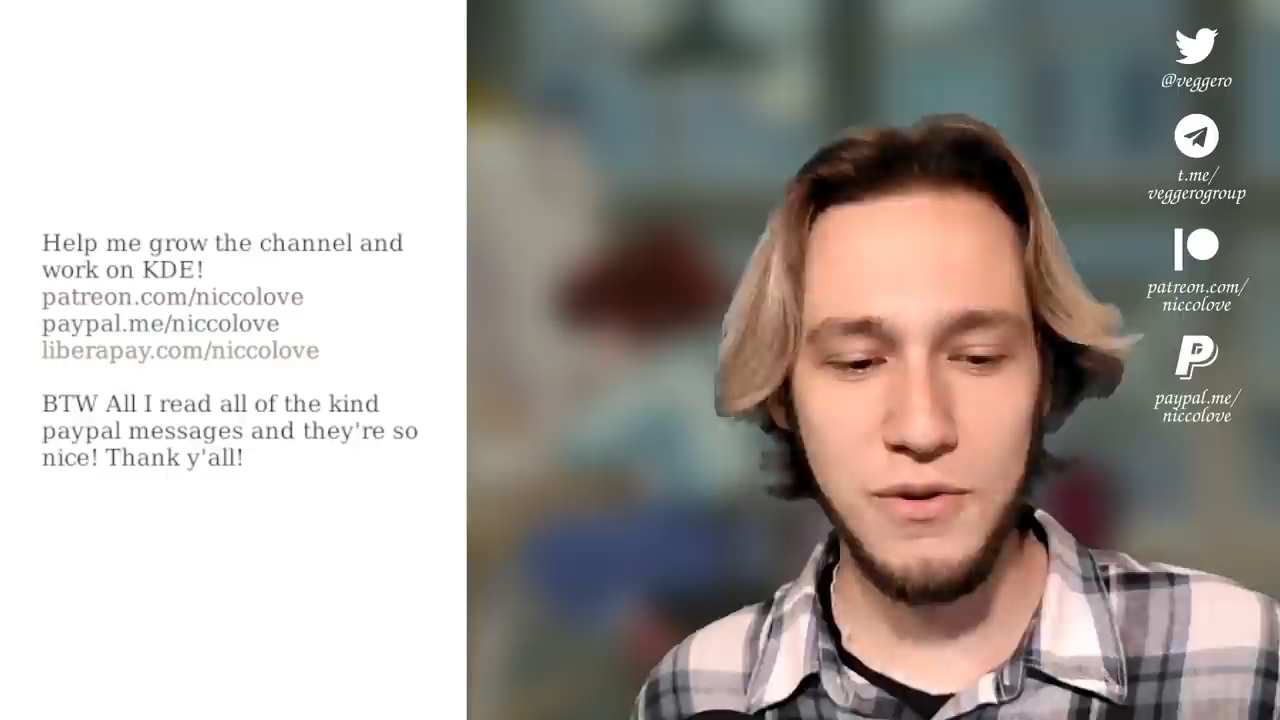 Help me grow the channel and
work on KDE!
patreon.com/niccolove
paypal.me/niccolove
liberapay.com/niccolove
BTW All I read all of the kind
paypal messages and they're so
nice! Thank y'all!
@veggero
t.me/
veggerogroup
patreon.com/
niccolove
paypal.me/
niccolove